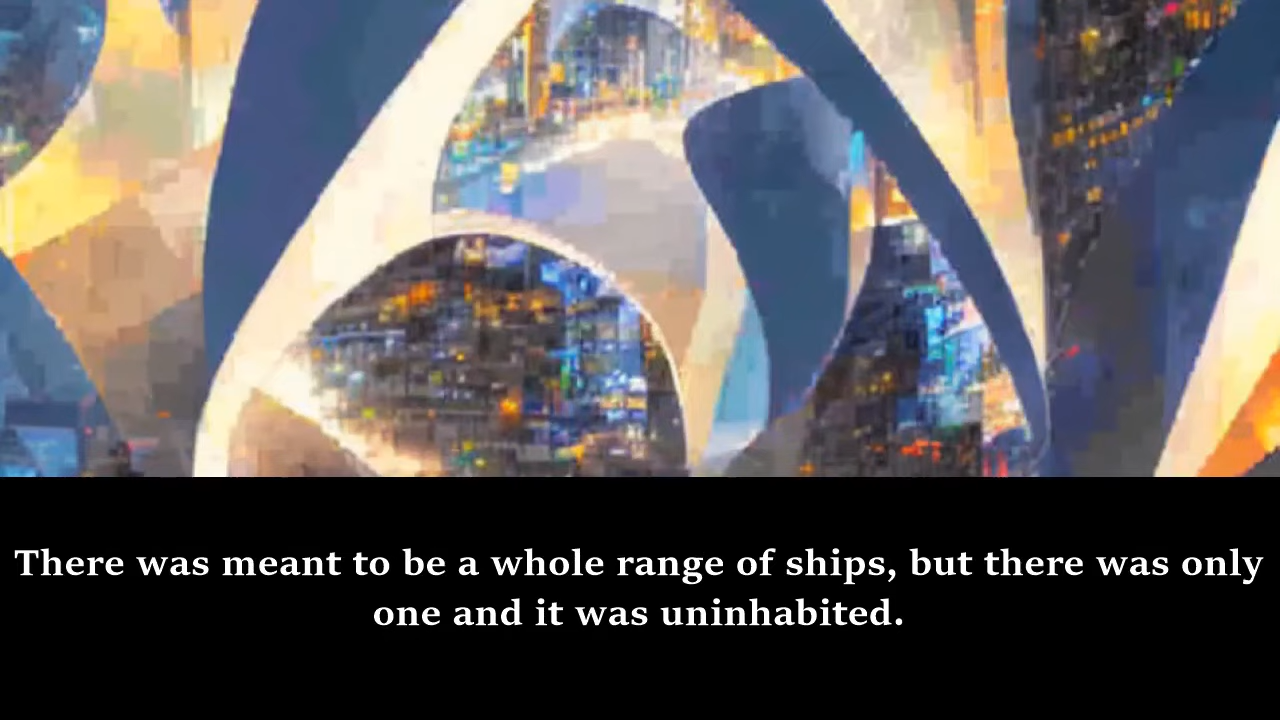 There was meant to be a whole range of ships, but there was only
one and it was uninhabited.